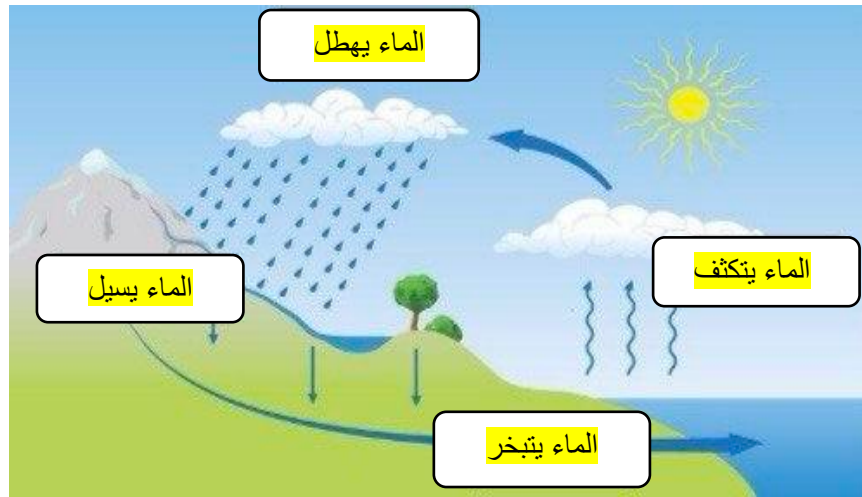 الماء يهطل
الماء يتكثف
الماء يسيل
الماء يتبخر